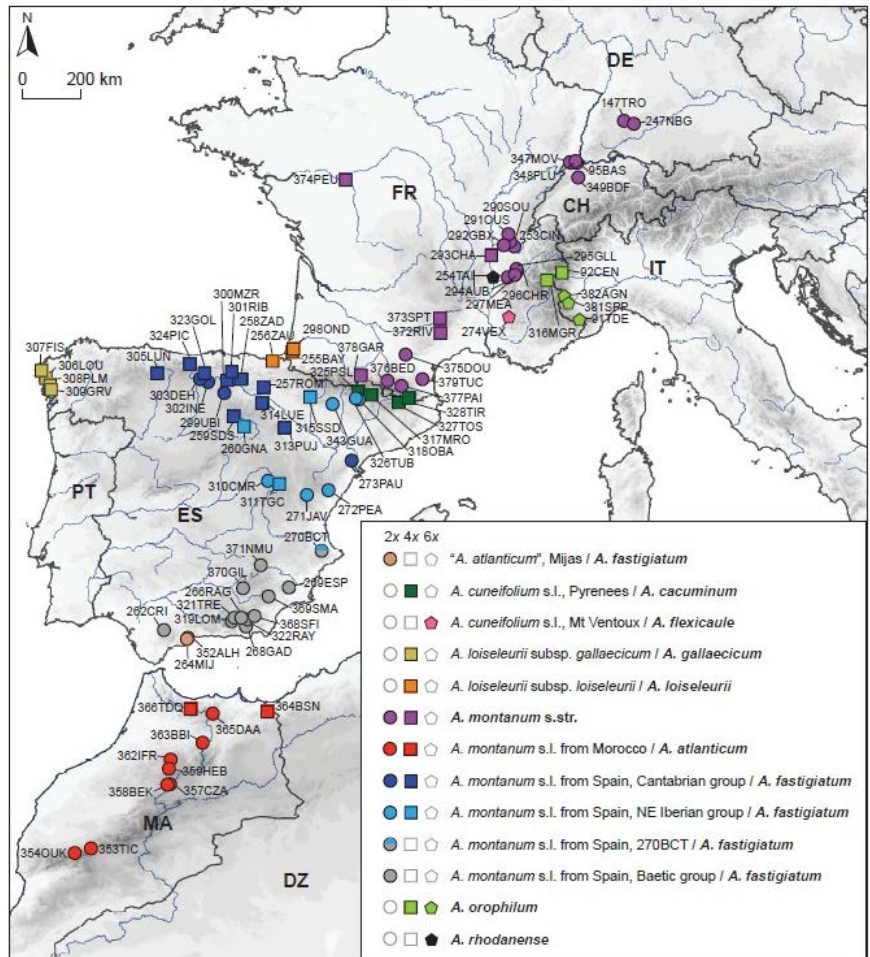 N
0 200 km
DE
147TRO
247NBG
347MOV
348PLU
95BAS
349BDF
374PEU
FR
CH
290SOU
291OUS
292GBX
253CIN
293CHA
295GLL
92CEN
IT
254TAI
294AUB
297MEA
296CHR
382AGN
381SPP
31TDE
316MGR
274VEX
373SPT
372RIV
300MZR
301RIB
323GOL
258ZAD
298OND
324PIC
256ZAU
378GAR
307FIS
305LUN
255BAY
325PSL
376BED
375DOU
306LOU
379TUC
308PLM
303DEH
257ROM
377PAI
309GRV
302INE
328TIR
299UBI
314LUE
327TOS
259SDS
315SSD
317MRO
260GNA
343GUA
318OBA
313PUJ
326TUB
310CMR
273PAU
PT
311TGC
ES
271JAV
272PEA
270BCT
371NMU
370GIL
269ESP
266RAG
321TRE
369SMA
262CRI
319LOM
368SFI
322RAY
352ALH
268GAD
264MIJ
366TDQ
364BSN
365DAA
363BBI
362IFR
359HEB
358BEK
357CZA
MA
354OUK
353TIC
DZ
2x 4x 6x
"A. atlanticum", Mijas / A. fastigiatum
A. cuneifolium s.l., Pyrenees / A. cacuminum
A. cuneifolium s.l., Mt Ventoux / A. flexicaule
A. loiseleurii subsp. gallaecicum / A. gallaecicum
A. loiseleurii subsp. loiseleurii / A. loiseleurii
A. montanum s.str.
A. montanum s.l. from Morocco / A. atlanticum
A. montanum s.l. from Spain, Cantabrian group / A. fastigiatum
A. montanum s.l. from Spain, NE Iberian group / A. fastigiatum
A. montanum s.l. from Spain, 270BCT / A. fastigiatum
A. montanum s.l. from Spain, Baetic group / A. fastigiatum
A. orophilum
A. rhodanense